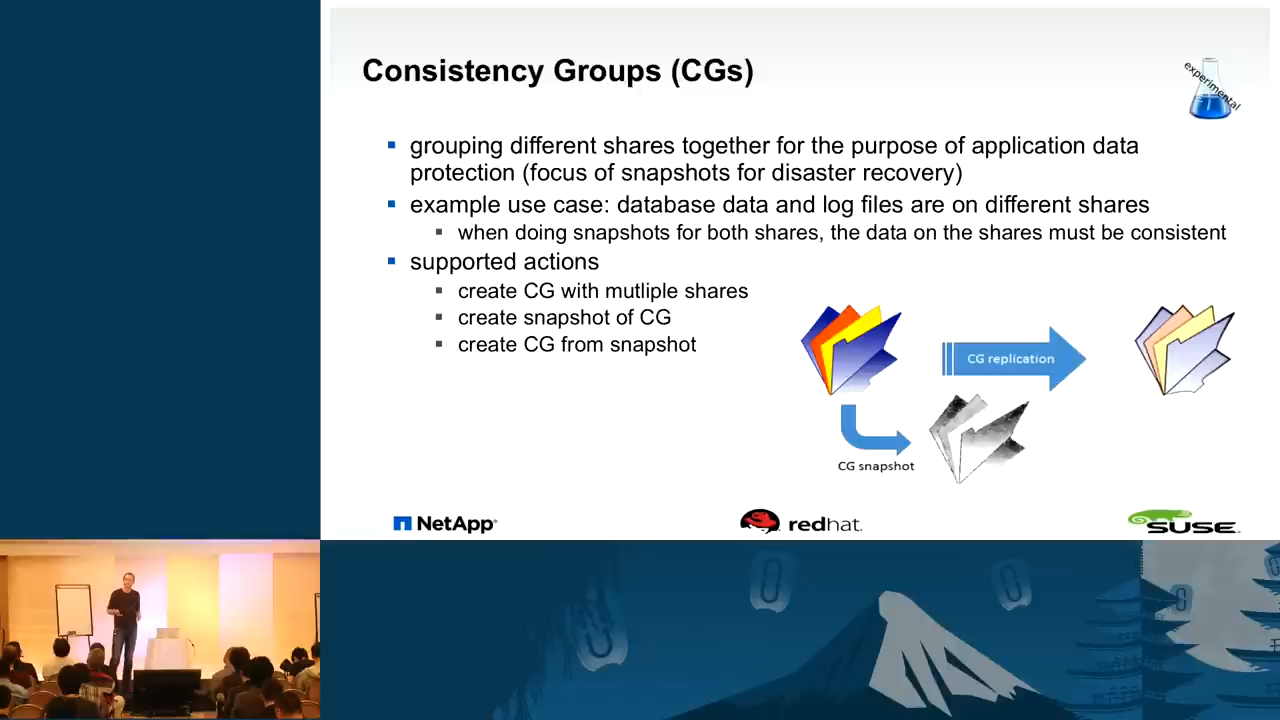 Consistency Groups (CGs)
experimental
grouping different shares together for the purpose of application data
protection (focus of snapshots for disaster recovery)
example use case: database data and log files are on different shares
when doing snapshots for both shares, the data on the shares must be consistent
supported actions
create CG with mutliple shares
create snapshot of CG
create CG from snapshot
CG replication
CG snapshot
NetApp
redhat.
SUSE